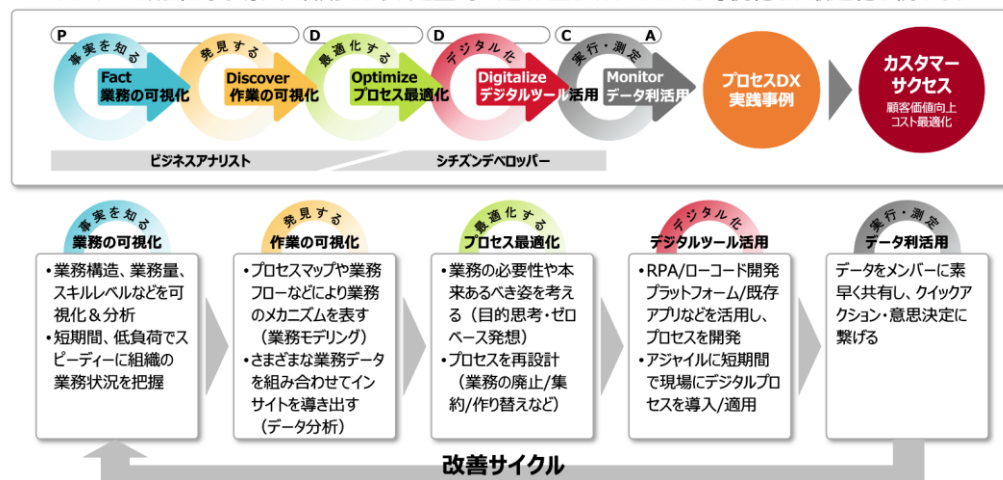 P
D
D
C
A
事実を知る
発見する
最適化する
デジタル化
実行・測定
Fact
業務の可視化
Discover
作業の可視化
Optimize
プロセス最適化
Digitalize
デジタルツール活用
Monitor
データ利活用
プロセスDX
実践事例
カスタマー
サクセス
顧客価値向上
コスト最適化
ビジネスアナリスト
シチズンデベロッパー
事実を知る
業務の可視化
・業務構造、業務量、
スキルレベルなどを可
視化&分析
・短期間、低負荷でス
ピーディーに組織の
業務状況を把握
発見する
作業の可視化
・プロセスマップや業務
フローなどにより業務
のメカニズムを表す
(業務モデリング)
・さまざまな業務データ
を組み合わせてイン
サイトを導き出す
(データ分析)
最適化する
プロセス最適化
・業務の必要性や本
来あるべき姿を考え
る(目的思考・ゼロ
ベース発想)
・プロセスを再設計
(業務の廃止/集
約/作り替えなど)
デジタル化
デジタルツール活用
・RPA/ローコード開発
プラットフォーム/既存
アプリなどを活用し、
プロセスを開発
・アジャイルに短期間
で現場にデジタルプロ
セスを導入/適用
実行・測定
データ利活用
データをメンバーに素
早く共有し、クイックア
クション・意思決定に
繋げる
改善サイクル